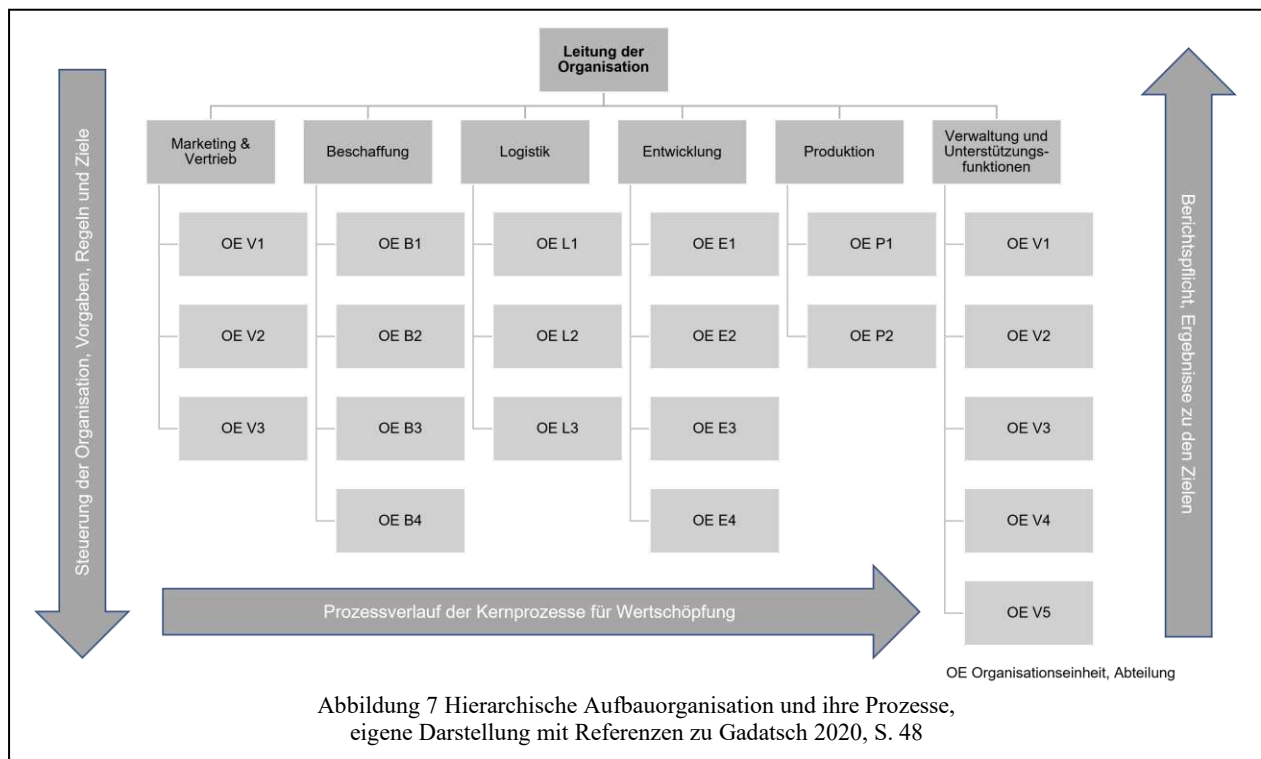 Leitung der
Organisation
Marketing &
Vertrieb
Beschaffung
Logistik
Entwicklung
Produktion
Verwaltung und
Unterstützungs-
funktionen
OE V1
OE B1
OE L1
OE E1
OE P1
OE V1
OE V2
OE B2
OE L2
OE E2
OE P2
OE V2
OE V3
OE B3
OE L3
OE E3
OE V3
OE B4
OE E4
OE V4
OE V5
Steuerung der Organisation, Vorgaben, Regeln und Ziele
Prozessverlauf der Kernprozesse für Wertschöpfung
Berichtspflicht, Ergebnisse zu den Zielen
OE Organisationseinheit, Abteilung
Abbildung 7 Hierarchische Aufbauorganisation und ihre Prozesse,
eigene Darstellung mit Referenzen zu Gadatsch 2020, S. 48